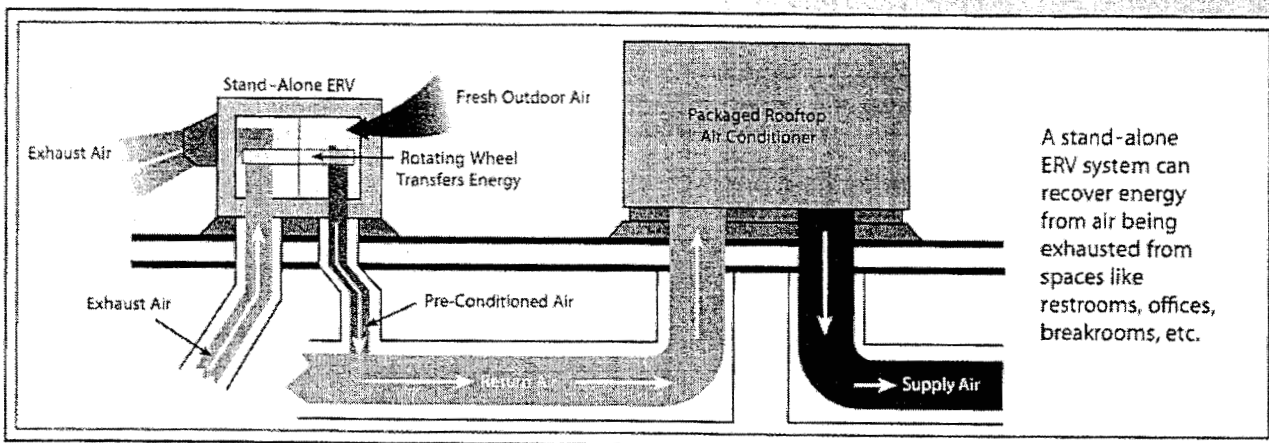 Stand-Alone ERV
Fresh Outdoor Air
Exhaust Air
Rotating Wheel
Transfers Energy
Packaged Rooftop
Air Conditioner
A stand-alone
ERV system can
recover energy
from air being
exhausted from
spaces like
restrooms, offices,
breakrooms, etc.
Exhaust Air
Pre-Conditioned Air
Return Air
Supply Air